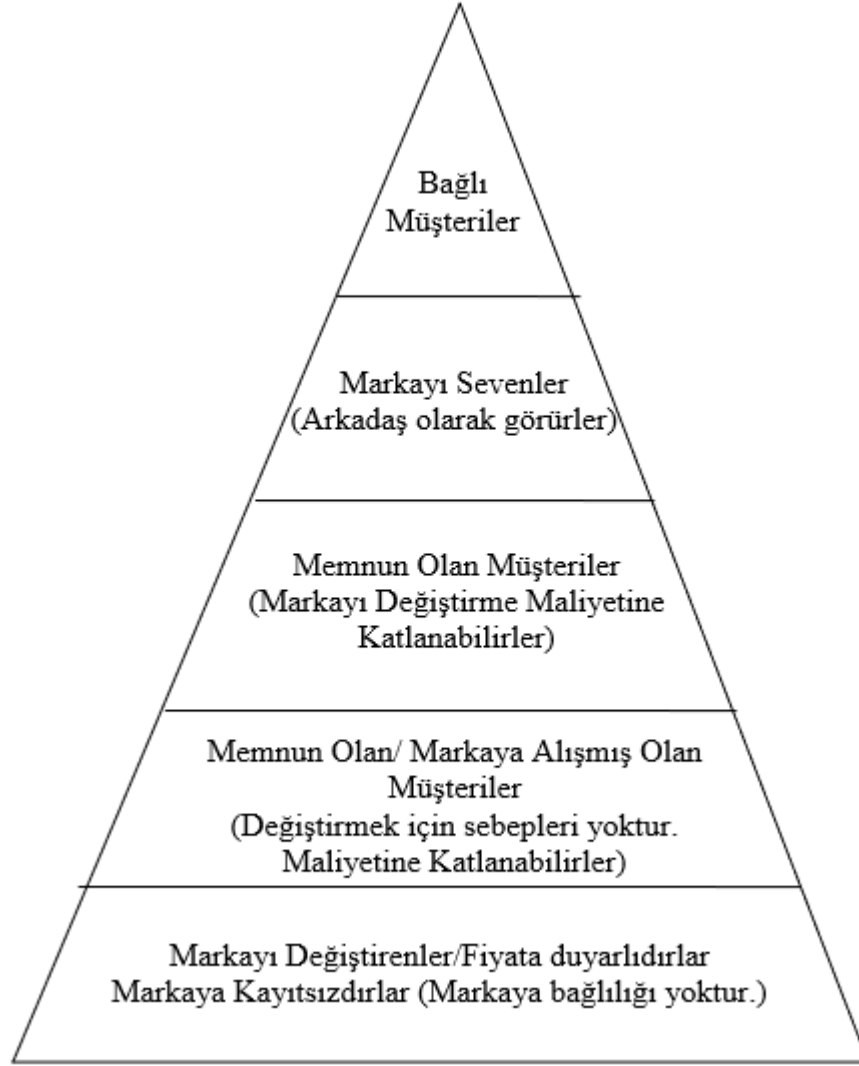 Bağlı
Müşteriler
Markayı Sevenler
(Arkadaş olarak görürler)
Memnun Olan Müşteriler
(Markayı Değiştirme Maliyetine
Katlanabilirler)
Memnun Olan/ Markaya Alışmış Olan
Müşteriler
(Değiştirmek için sebepleri yoktur.
Maliyetine Katlanabilirler)
Markayı Değiştirenler/Fiyata duyarlıdırlar
Markaya Kayıtsızdırlar (Markaya bağlılığı yoktur.)